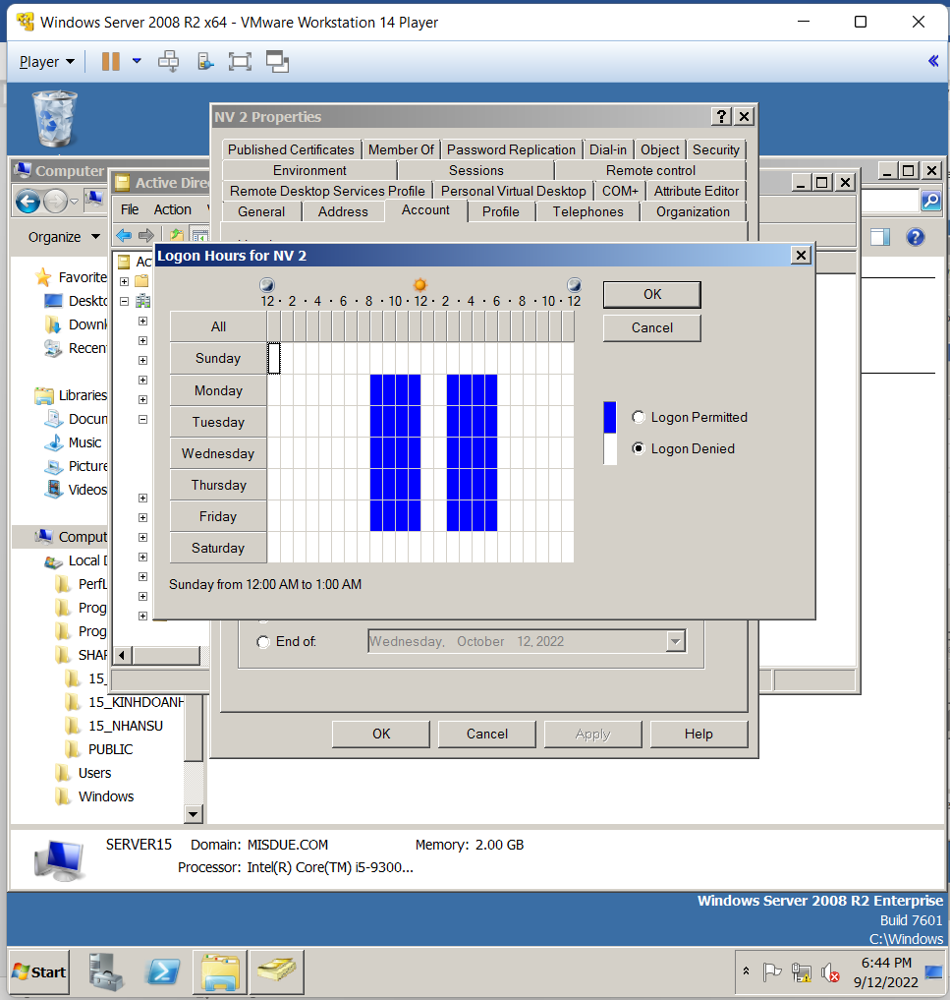 Windows Server 2008 R2 x64 - VMware Workstation 14 Player
Player
NV 2 Properties
Published Certificates Member Of Password Replication Dial-in Object Security
Environment Sessions Remote control
Remote Desktop Services Profile Personal Virtual Desktop COM+ Attribute Editor
General Address Account Profile Telephones Organization
Computer
Active Dire
File Action
Organize
Logon Hours for NV 2
12 · 2 · 4 · 6 · 8 · 10 · 12 · 2 · 4 · 6 · 8 · 10 · 12
All
Sunday
Monday
Tuesday
Wednesday
Thursday
Friday
Saturday
Sunday from 12:00 AM to 1:00 AM
OK
Cancel
Logon Permitted
Logon Denied
End of:
Wednesday, October 12, 2022
OK Cancel Apply Help
Ac
Favorite
Deskto
Downl
Recen
Libraries
Docum
Music
Picture
Videos
Comput
Local D
PerfL
Prog
Prog
SHAR
15_
15_KINHDOANH
15_NHANSU
PUBLIC
Users
Windows
SERVER15 Domain: MISDUE.COM Memory: 2.00 GB
Processor: Intel(R) Core(TM) i5-9300...
Windows Server 2008 R2 Enterprise
Build 7601
C:\Windows
Start
6:44 PM
9/12/2022